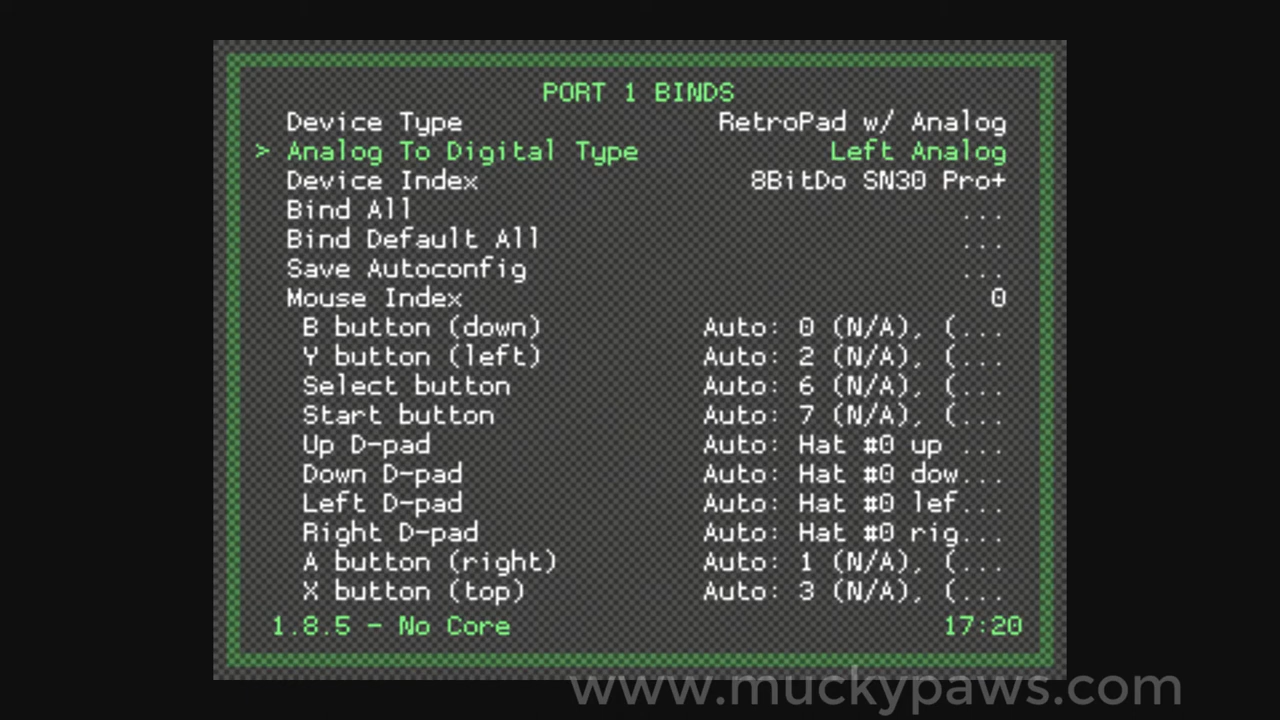 PORT 1 BINDS
Device Type RetroPad w/ Analog
> Analog To Digital Type Left Analog
Device Index 8BitDo SN30 Pro+
Bind All ...
Bind Default All ...
Save Autoconfig ...
Mouse Index 0
B button (down) Auto: 0 (N/A), (...
Y button (left) Auto: 2 (N/A), (...
Select button Auto: 6 (N/A), (...
Start button Auto: 7 (N/A), (...
Up D-pad Auto: Hat #0 up ...
Down D-pad Auto: Hat #0 dow...
Left D-pad Auto: Hat #0 lef...
Right D-pad Auto: Hat #0 rig...
A button (right) Auto: 1 (N/A), (...
X button (top) Auto: 3 (N/A), (...
1.8.5 - No Core 17:20
www.muckypaws.com